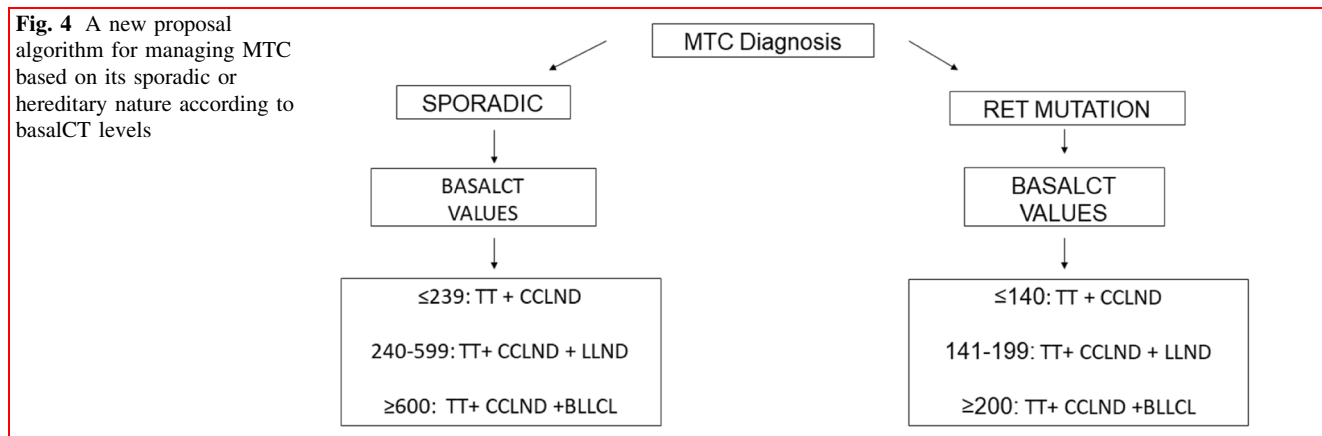 Fig. 4 A new proposal
algorithm for managing MTC
based on its sporadic or
hereditary nature according to
basalCT levels
MTC Diagnosis
SPORADIC
BASALCT
VALUES
≤239: TT + CCLND
240-599: TT+ CCLND + LLND
≥600: TT+ CCLND +BLLCL
RET MUTATION
BASALCT
VALUES
≤140: TT + CCLND
141-199: TT+ CCLND + LLND
≥200: TT+ CCLND +BLLCL